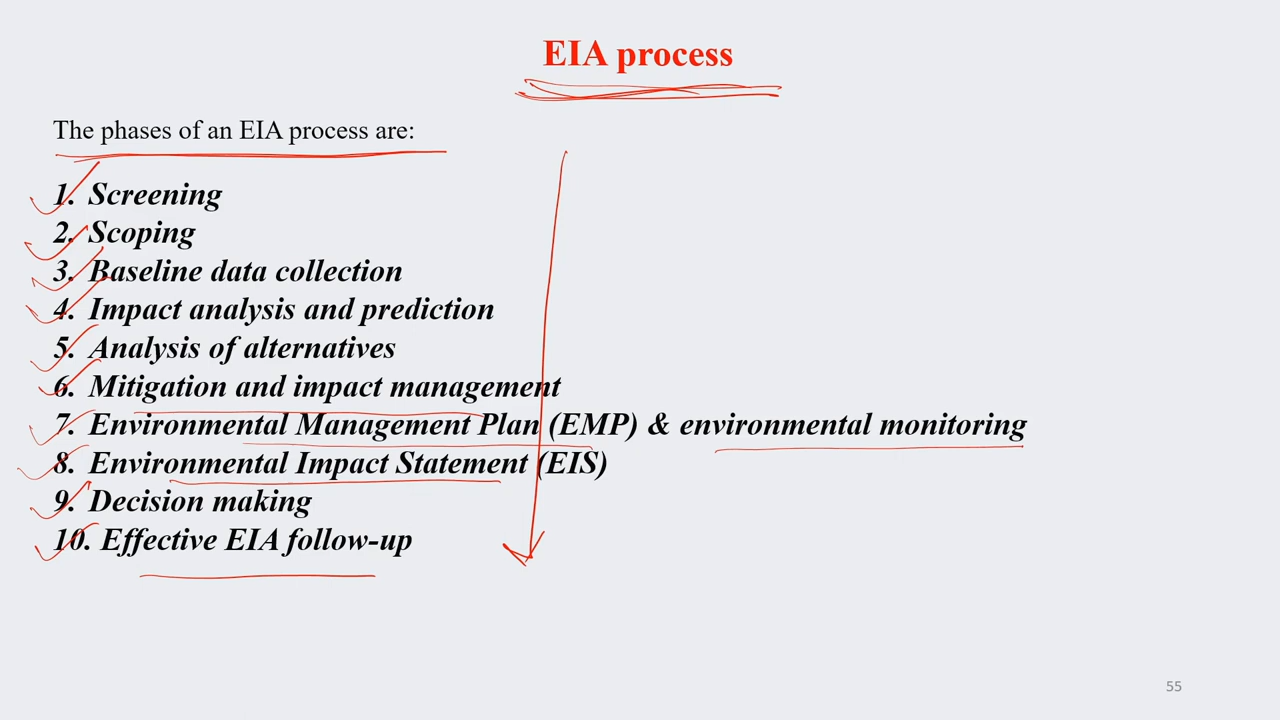 EIA process
The phases of an EIA process are:
1. Screening
2. Scoping
3. Baseline data collection
4. Impact analysis and prediction
5. Analysis of alternatives
6. Mitigation and impact management
7. Environmental Management Plan (EMP) & environmental monitoring
8. Environmental Impact Statement (EIS)
9. Decision making
10. Effective EIA follow-up
55